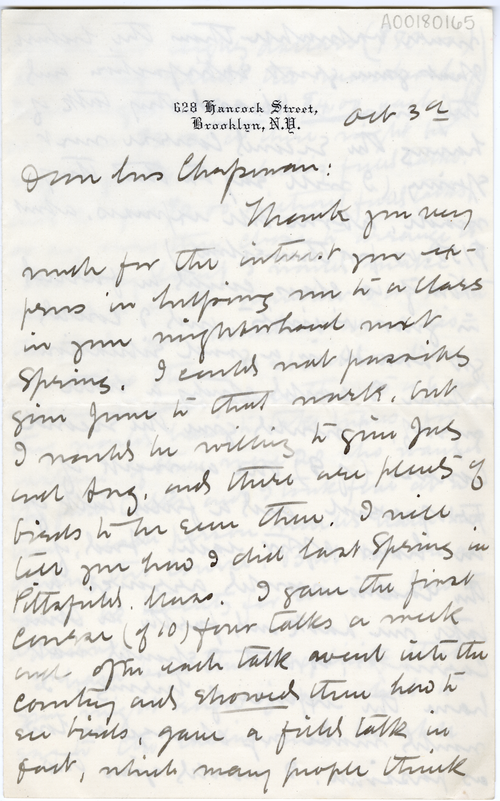 A00180165
628 Hancock Street,
Brooklyn, N.Y.
Oct 3d
Dear Mrs Chapman:
Thank you very
much for the interest you ex-
press in helping me to a class
in your neighborhood next
Spring. I could not possibly
give June to that work, but
I would be willing to give July
and Aug. and there are plenty of
birds to be seen then. I will
tell you how I did last Spring in
Pittsfield. Mass. I gave the first
course (of 10) four talks a week
and after each talk went into the
country and showed them how to
see birds, gave a field talk in
fact, which many people think